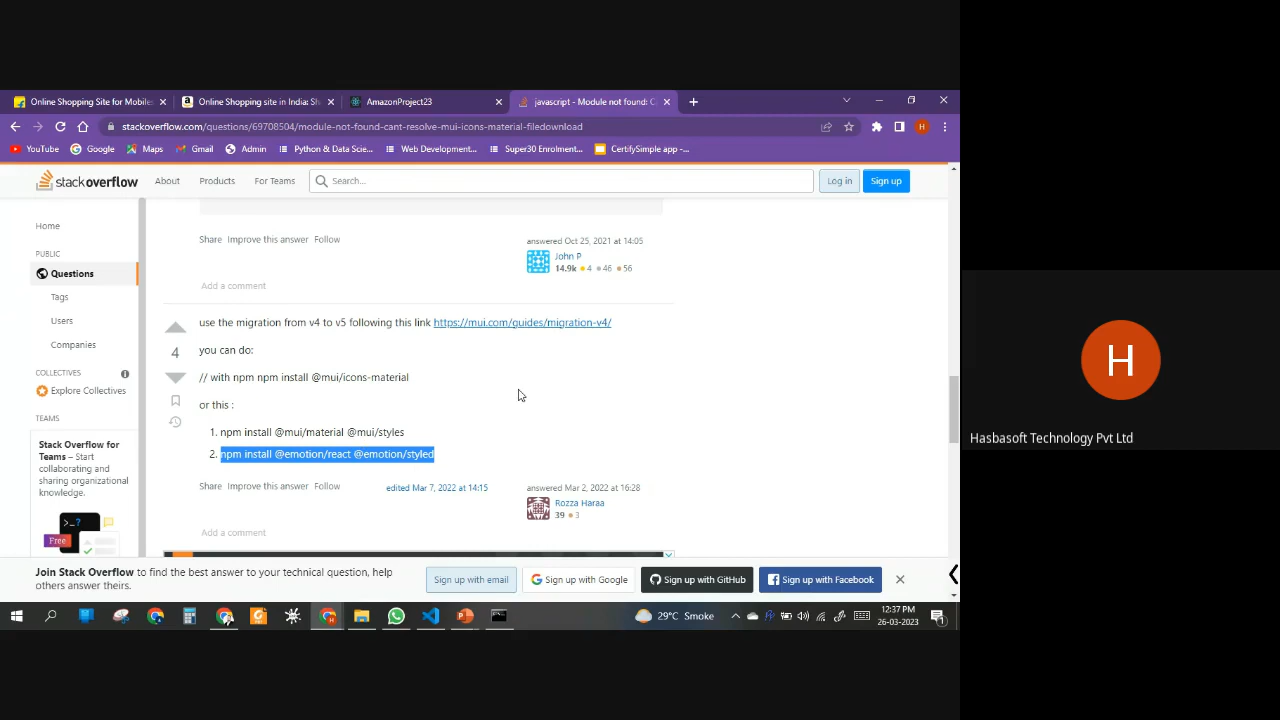 Online Shopping Site for Mobiles
Online Shopping site in India: Sh
AmazonProject23
javascript - Module not found: C
stackoverflow.com/questions/69708504/module-not-found-cant-resolve-mui-icons-material-filedownload
H
YouTube
Google
Maps
Gmail
Admin
Python & Data Scie...
Web Development...
Super30 Enrolment...
CertifySimple app -...
stackoverflow
About
Products
For Teams
Search...
Log in
Sign up
Home
PUBLIC
Questions
Tags
Users
Companies
COLLECTIVES
Explore Collectives
TEAMS
Stack Overflow for
Teams – Start
collaborating and
sharing organizational
knowledge.
>_?
Free
Share Improve this answer Follow
answered Oct 25, 2021 at 14:05
John P
14.9k 4 46 56
Add a comment
use the migration from v4 to v5 following this link https://mui.com/guides/migration-v4/
4
you can do:
// with npm npm install @mui/icons-material
or this :
1. npm install @mui/material @mui/styles
2. npm install @emotion/react @emotion/styled
Share Improve this answer Follow
edited Mar 7, 2022 at 14:15
answered Mar 2, 2022 at 16:28
Rozza Haraa
39 3
Add a comment
Join Stack Overflow to find the best answer to your technical question, help
others answer theirs.
Sign up with email
Sign up with Google
Sign up with GitHub
Sign up with Facebook
29°C Smoke
12:37 PM
26-03-2023
1
H
Hasbasoft Technology Pvt Ltd